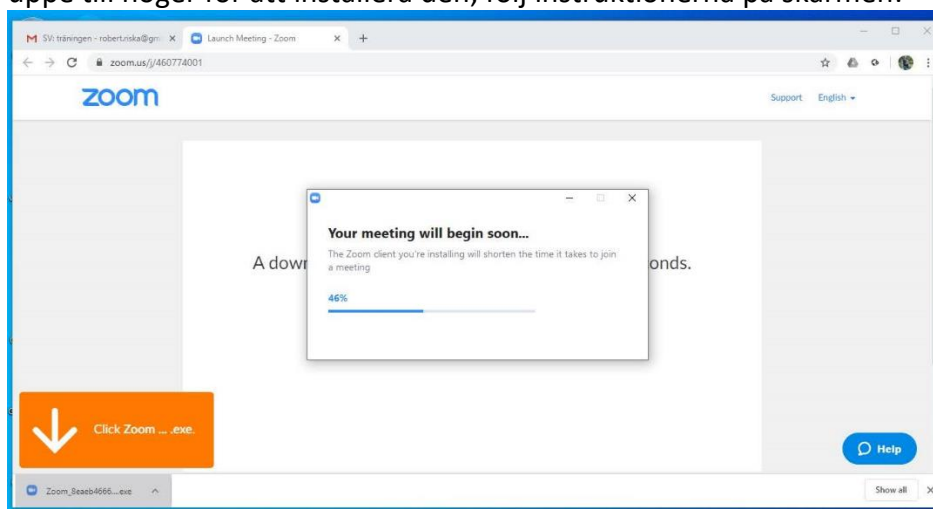 uppe till höger för att installera den, följ instruktionerna på skärmen.
SV: träningen - robert.riska@gm
Launch Meeting - Zoom
zoom.us/j/460774001
zoom
Support English
Your meeting will begin soon...
The Zoom client you're installing will shorten the time it takes to join
a meeting
A down
onds.
46%
Click Zoom ... .exe.
Help
Zoom_8eaeb4666....exe
Show all